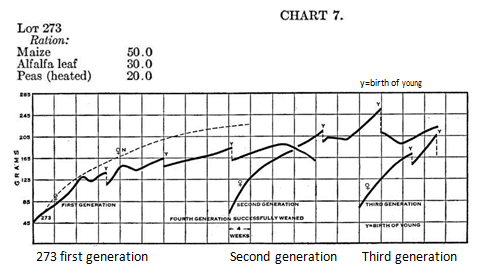 CHART 7.
LOT 273
Ration:
Maize 50.0
Alfalfa leaf 30.0
Peas (heated) 20.0
y=birth of young
285
245
205
165
125
85
45
GRAMS
Y
Y
Y
Y
Y
Y
Y
Y
♀N
♀
♀
♀
273
FIRST GENERATION
SECOND GENERATION
THIRD GENERATION
FOURTH GENERATION SUCCESSFULLY WEANED
4
WEEKS
Y=BIRTH OF YOUNG
273 first generation
Second generation
Third generation